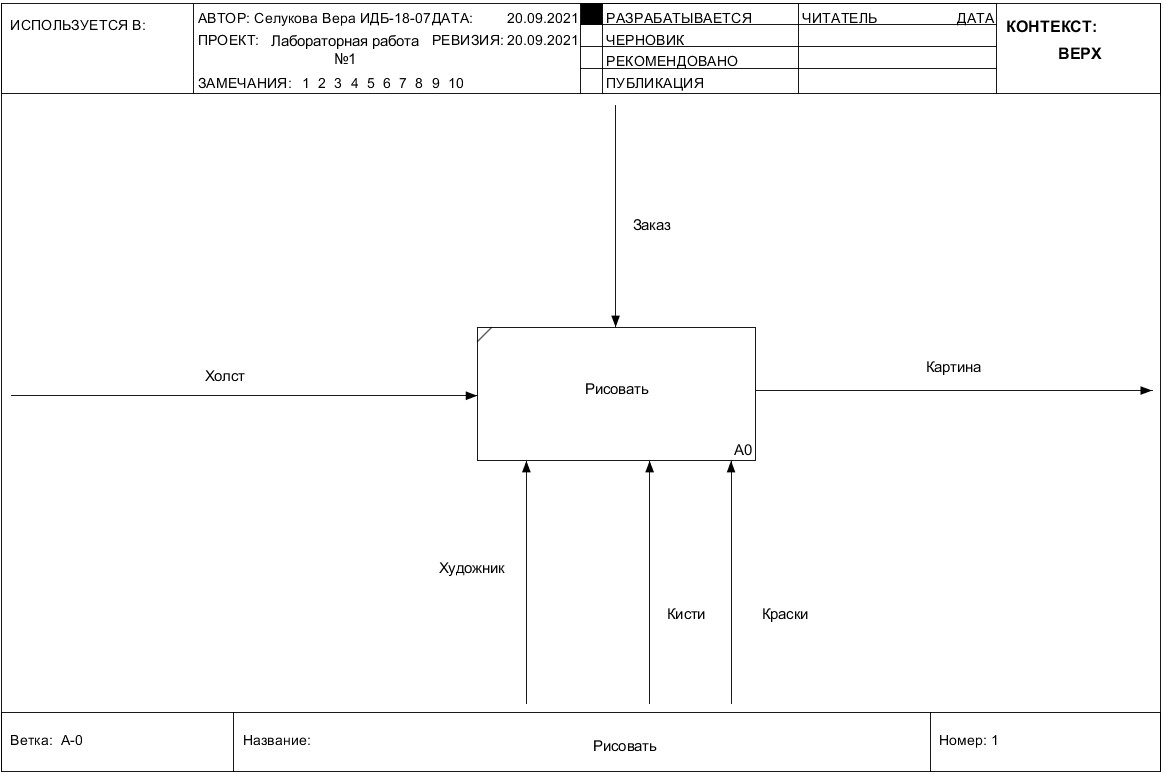 ИСПОЛЬЗУЕТСЯ В:
АВТОР: Селукова Вера ИДБ-18-07 ДАТА: 20.09.2021
ПРОЕКТ: Лабораторная работа №1
РЕВИЗИЯ: 20.09.2021
ЗАМЕЧАНИЯ: 1 2 3 4 5 6 7 8 9 10
РАЗРАБАТЫВАЕТСЯ
ЧЕРНОВИК
РЕКОМЕНДОВАНО
ПУБЛИКАЦИЯ
ЧИТАТЕЛЬ ДАТА
КОНТЕКСТ:
ВЕРХ
Заказ
Холст
Рисовать
A0
Картина
Художник
Кисти
Краски
Ветка: A-0
Название: Рисовать
Номер: 1